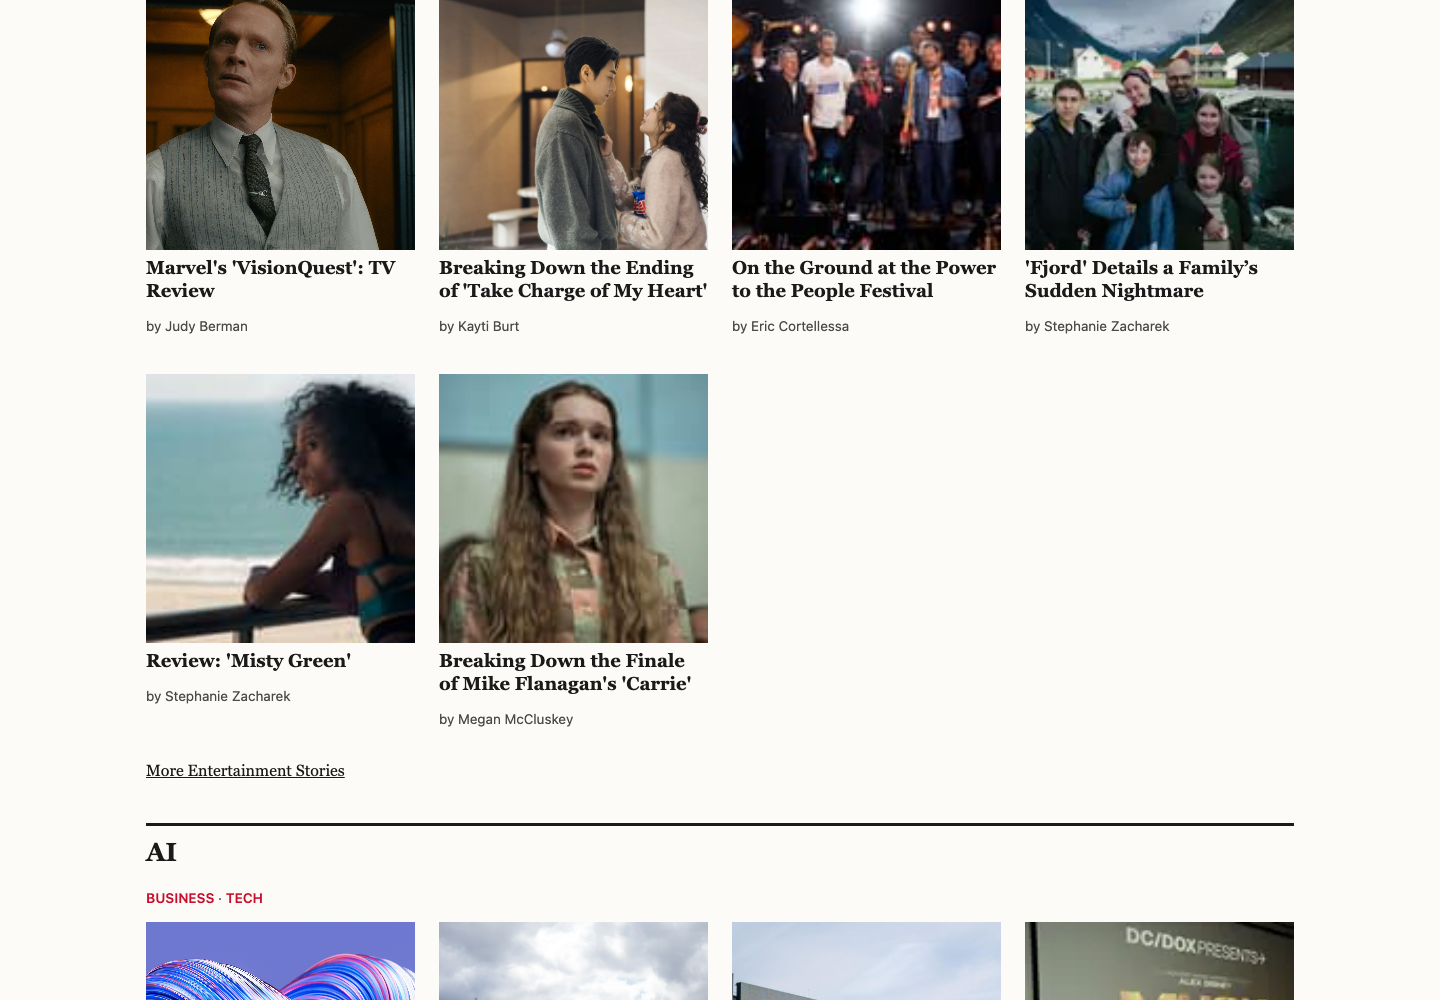 Marvel's 'VisionQuest': TV
Review
by Judy Berman
Breaking Down the Ending
of 'Take Charge of My Heart'
by Kayti Burt
On the Ground at the Power
to the People Festival
by Eric Cortellessa
'Fjord' Details a Family’s
Sudden Nightmare
by Stephanie Zacharek
Review: 'Misty Green'
by Stephanie Zacharek
Breaking Down the Finale
of Mike Flanagan's 'Carrie'
by Megan McCluskey
More Entertainment Stories
AI
BUSINESS · TECH
DC/DOX PRESENTS